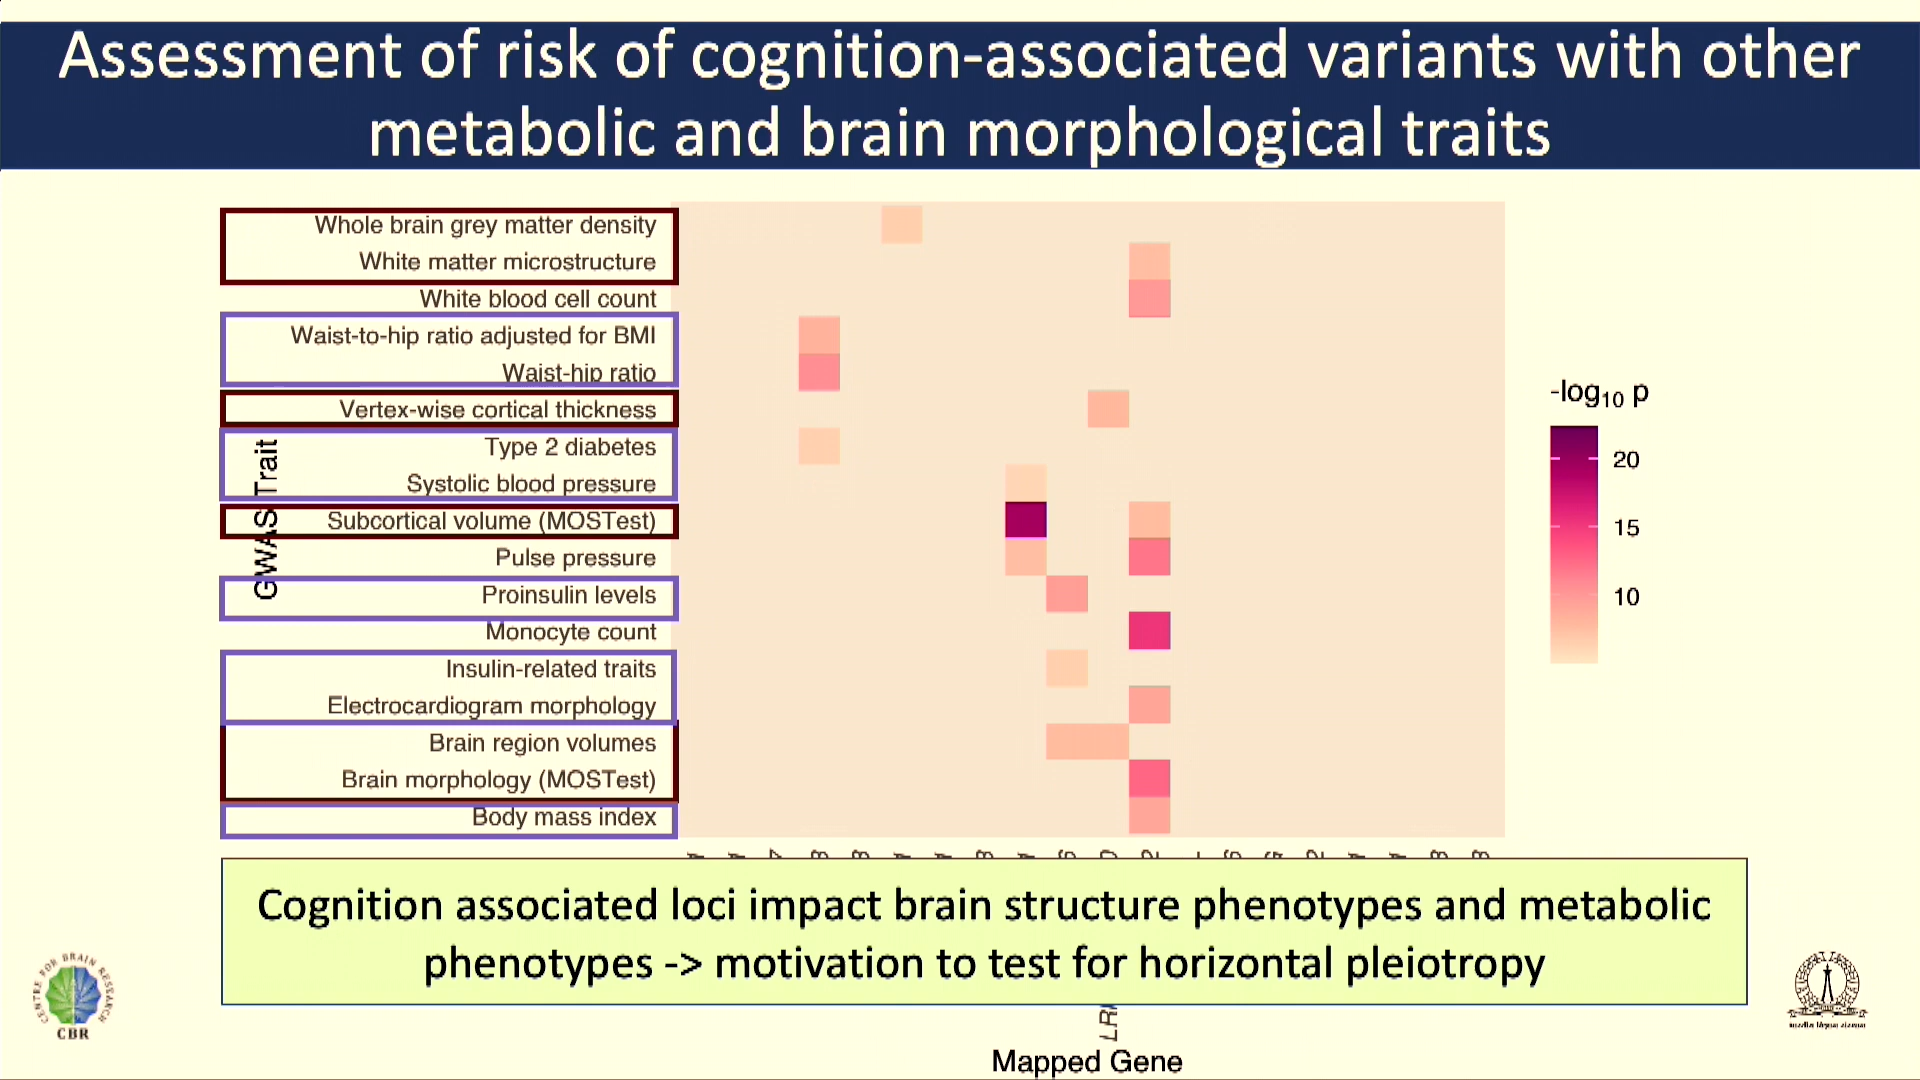 Assessment of risk of cognition-associated variants with other
metabolic and brain morphological traits
Whole brain grey matter density
White matter microstructure
White blood cell count
Waist-to-hip ratio adjusted for BMI
Waist-hip ratio
Vertex-wise cortical thickness
Type 2 diabetes
Systolic blood pressure
Subcortical volume (MOSTest)
Pulse pressure
Proinsulin levels
Monocyte count
Insulin-related traits
Electrocardiogram morphology
Brain region volumes
Brain morphology (MOSTest)
Body mass index
GWAS Trait
-log10 p
20
15
10
Cognition associated loci impact brain structure phenotypes and metabolic
phenotypes -> motivation to test for horizontal pleiotropy
Mapped Gene
CENTRE FOR BRAIN RESEARCH
CBR